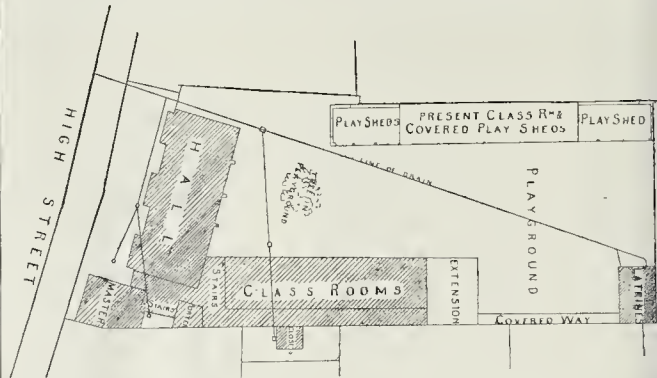 HIGH STREET
HALL
PLAY SHEDS
PRESENT CLASS RM &
COVERED PLAY SHEDS
PLAY SHED
LINE OF DRAIN
PLAYGROUND
PLAYGROUND
MASTER
STAIRS
STAIRS
CLASS ROOMS
EXTENSION
COVERED WAY
LATRINES